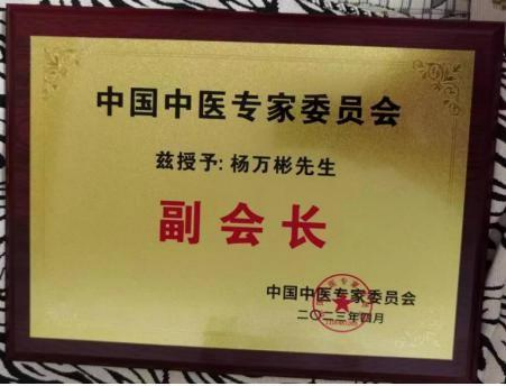 中国中医专家委员会
兹授予:杨万彬先生
副会长
中国中医专家委员会
二〇二三年四月